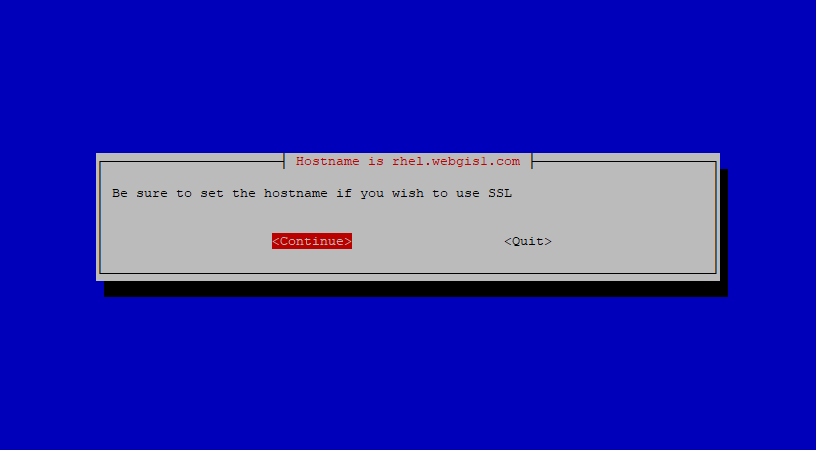 Hostname is rhel.webgis1.com
Be sure to set the hostname if you wish to use SSL
<Continue> <Quit>